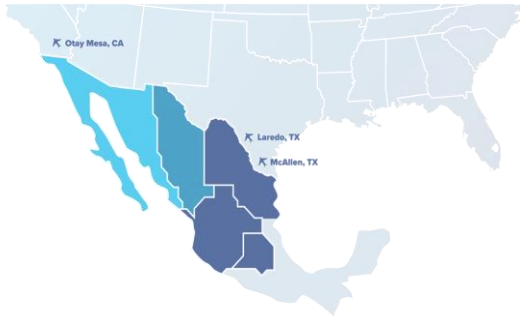 Otay Mesa, CA
Laredo, TX
McAllen, TX